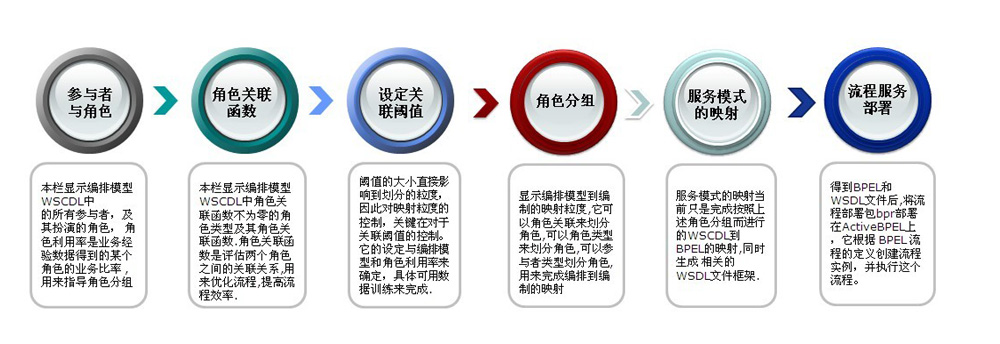 参与者
与角色
角色关联
函数
设定关
联阈值
角色分组
服务模式
的映射
流程服务
部署
本栏显示编排模型
WSCDL中
的所有参与者，及
其扮演的角色， 角
色利用率是业务经
验数据得到的某个
角色的业务比率，
用来指导角色分组
本栏显示编排模型
WSCDL中角色关
联函数不为零的角
色类型及其角色关
联函数.角色关联函
数是评估两个角色
之间的关联关系,用
来优化流程,提高流
程效率.
阈值的大小直接影
响到划分的粒度，
因此对映射粒度的
控制，关键在对于
关联阈值的控制。
它的设定与编排模
型和角色利用率来
确定，具体可用数
据训练来完成.
显示编排模型到编
制的映射粒度,它可
以角色关联来划分
角色,可以角色类型
来划分角色,可以参
与者类型划分角色,
用来完成编排到编
制的映射
服务模式的映射当
前只是完成按照上
述角色分组而进行
的WSCDL到
BPEL的映射,同时
生成相关的
WSDL文件框架.
得到BPEL和
WSDL文件后,将流
程部署包bpr部署
在ActiveBPEL上
，它根据 BPEL 流
程的定义创建流程
实例，并执行这个
流程。